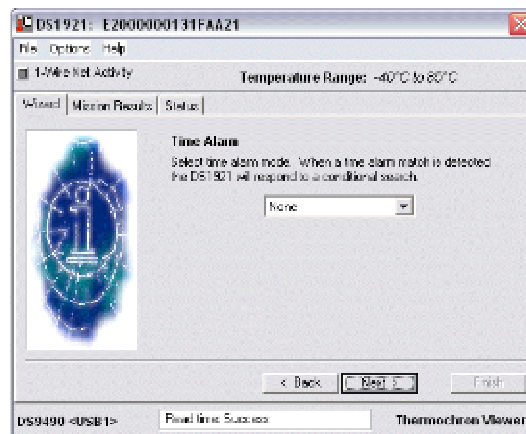 DS1921: E2000000131FAA21
File Options Help
1-Wire Net Activity
Temperature Range: -40°C to 85°C
Wizard Mission Results Status
Time Alarm
Select time alarm mode. When a time alarm match is detected
the DS1921 will respond to a conditional search.
None
< Back Next > Finish
DS9490 <USB1> Read time: Success Thermochron Viewer